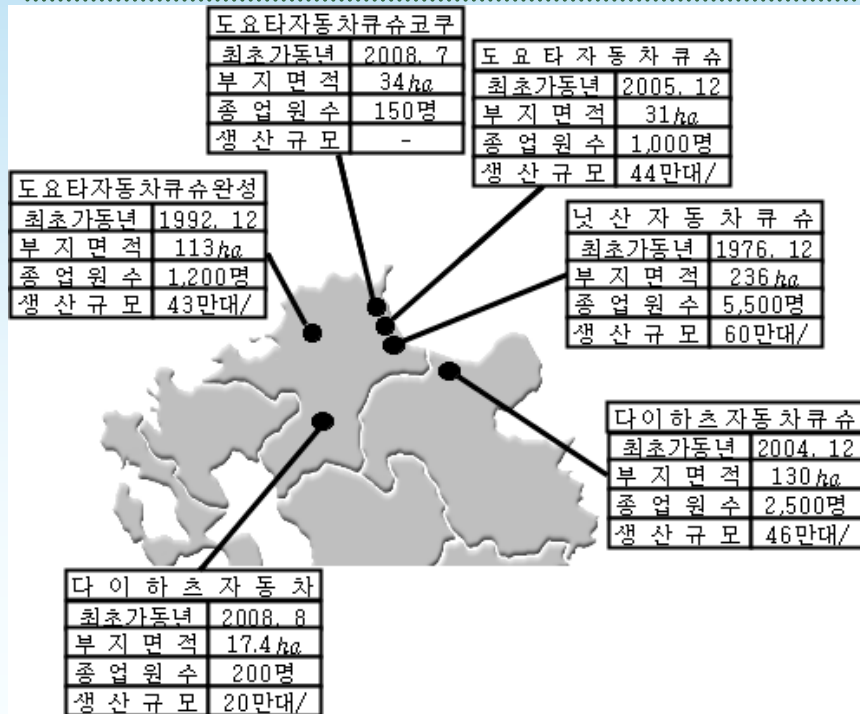 도요타자동차큐슈코쿠
최초가동년 2008. 7
부지면적 34ha
종업원수 150명
생산규모 -
도요타자동차큐슈
최초가동년 2005. 12
부지면적 31ha
종업원수 1,000명
생산규모 44만대/
도요타자동차큐슈완성
최초가동년 1992. 12
부지면적 113ha
종업원수 1,200명
생산규모 43만대/
닛산자동차큐슈
최초가동년 1976. 12
부지면적 236ha
종업원수 5,500명
생산규모 60만대/
다이하츠자동차큐슈
최초가동년 2004. 12
부지면적 130ha
종업원수 2,500명
생산규모 46만대/
다이하츠자동차
최초가동년 2008. 8
부지면적 17.4ha
종업원수 200명
생산규모 20만대/